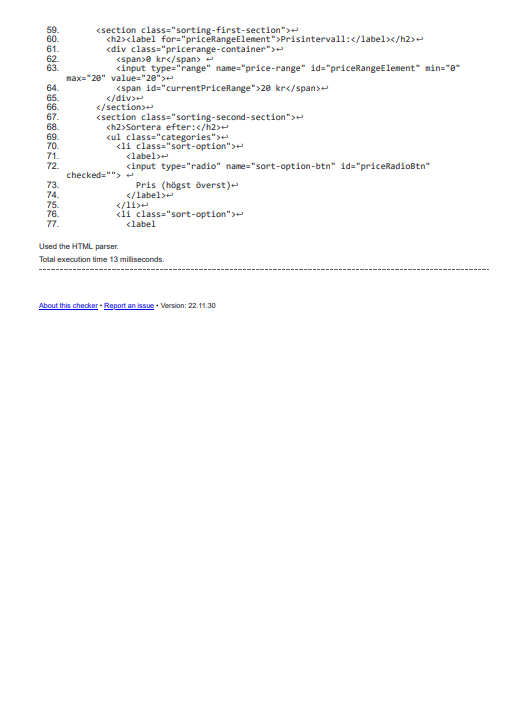 59. <section class="sorting-first-section">↩
60. <h2><label for="priceRangeElement">Prisintervall:</label></h2>↩
61. <div class="pricerange-container">↩
62. <span>0 kr</span> ↩
63. <input type="range" name="price-range" id="priceRangeElement" min="0"
max="20" value="20">↩
64. <span id="currentPriceRange">20 kr</span>↩
65. </div>↩
66. </section>↩
67. <section class="sorting-second-section">↩
68. <h2>Sortera efter:</h2>↩
69. <ul class="categories">↩
70. <li class="sort-option">↩
71. <label>↩
72. <input type="radio" name="sort-option-btn" id="priceRadioBtn"
checked=""> ↩
73. Pris (högst överst)↩
74. </label>↩
75. </li>↩
76. <li class="sort-option">↩
77. <label
Used the HTML parser.
Total execution time 13 milliseconds.
About this checker • Report an issue • Version: 22.11.30